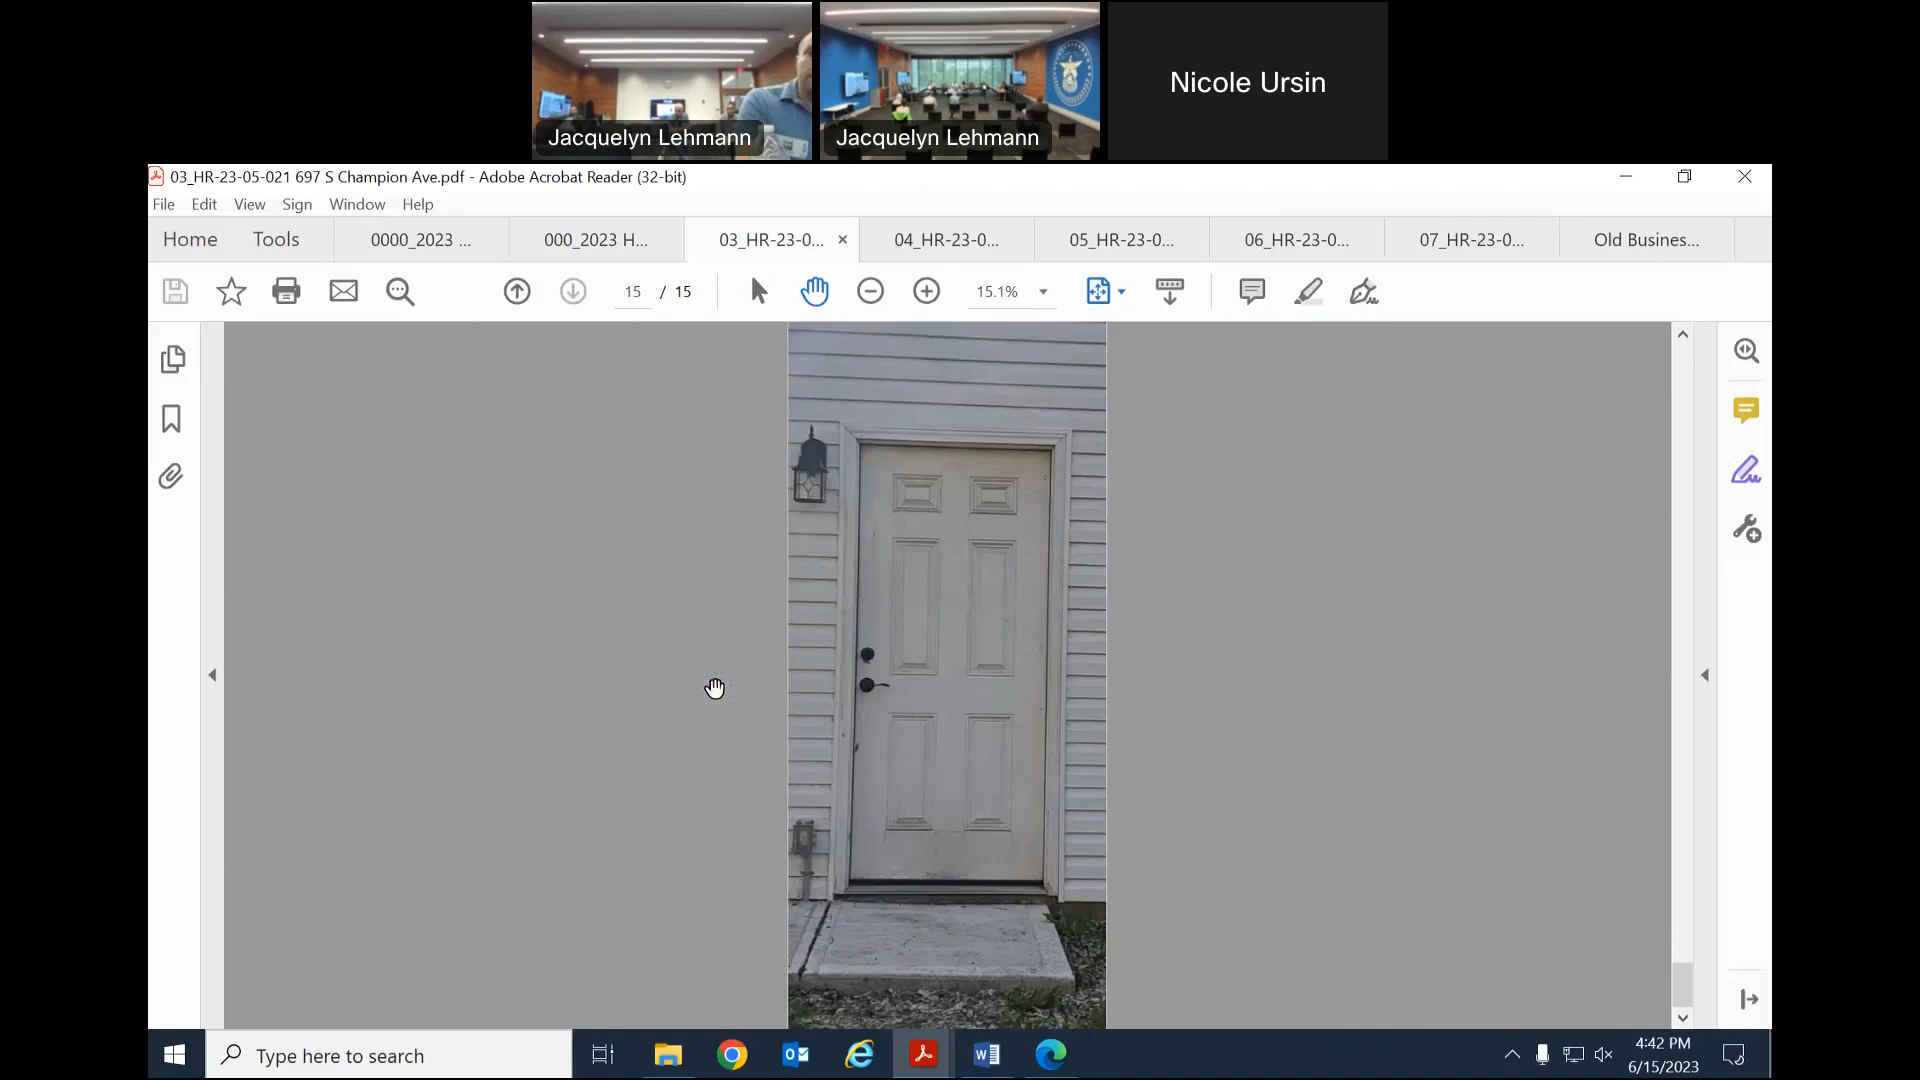 Jacquelyn Lehmann
Jacquelyn Lehmann
Nicole Ursin
03_HR-23-05-021 697 S Champion Ave.pdf - Adobe Acrobat Reader (32-bit)
File Edit View Sign Window Help
Home Tools 0000_2023 ... 000_2023 H... 03_HR-23-0... 04_HR-23-0... 05_HR-23-0... 06_HR-23-0... 07_HR-23-0... Old Busines...
15 / 15 15.1%
Type here to search
4:42 PM
6/15/2023